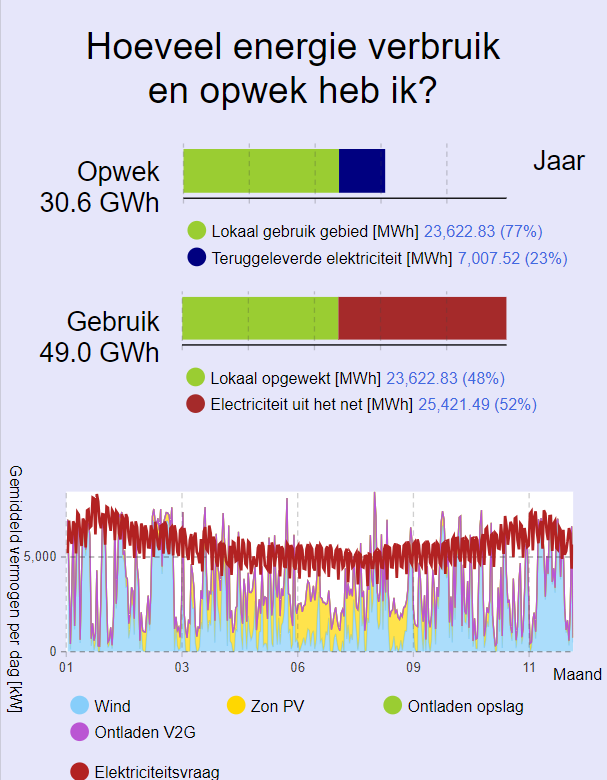 Hoeveel energie verbruik
en opwek heb ik?
Jaar
Opwek
30.6 GWh
Lokaal gebruik gebied [MWh] 23,622.83 (77%)
Teruggeleverde elektriciteit [MWh] 7,007.52 (23%)
Gebruik
49.0 GWh
Lokaal opgewekt [MWh] 23,622.83 (48%)
Electriciteit uit het net [MWh] 25,421.49 (52%)
Gemiddeld vermogen per dag [kW]
5,000
0
01 03 06 09 11
Maand
Wind Zon PV Ontladen opslag
Ontladen V2G
Elektriciteitsvraag